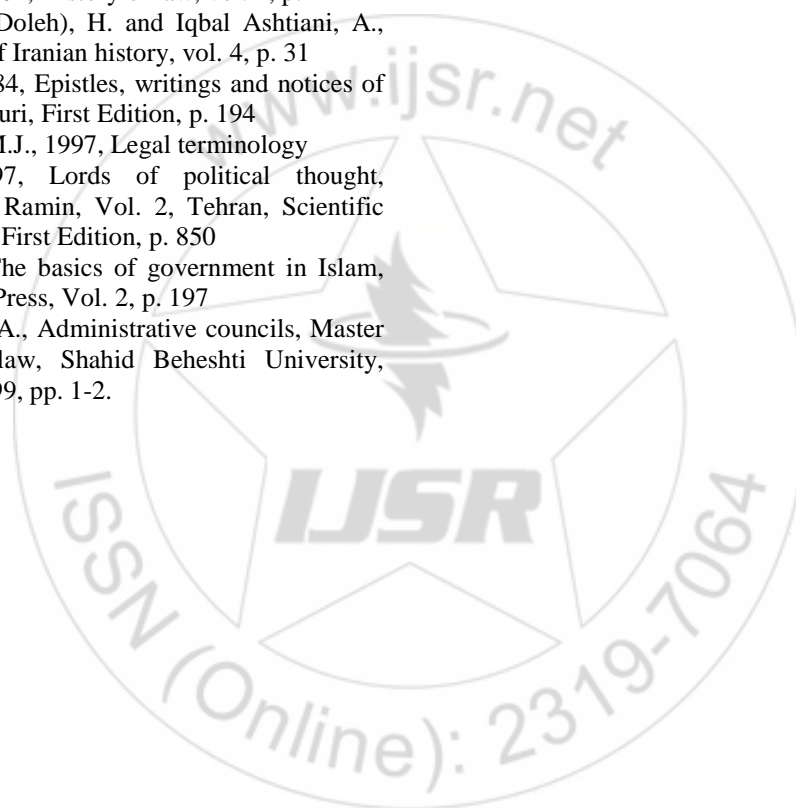 Doleh), H. and Iqbal Ashtiani, A.,
f Iranian history, vol. 4, p. 31
84, Epistles, writings and notices of
uri, First Edition, p. 194
M.J., 1997, Legal terminology
97, Lords of political thought,
Ramin, Vol. 2, Tehran, Scientific
First Edition, p. 850
he basics of government in Islam,
Press, Vol. 2, p. 197
A., Administrative councils, Master
law, Shahid Beheshti University,
99, pp. 1-2.
www.ijsr.net
IJSR
ISSN (Online): 2319-7064